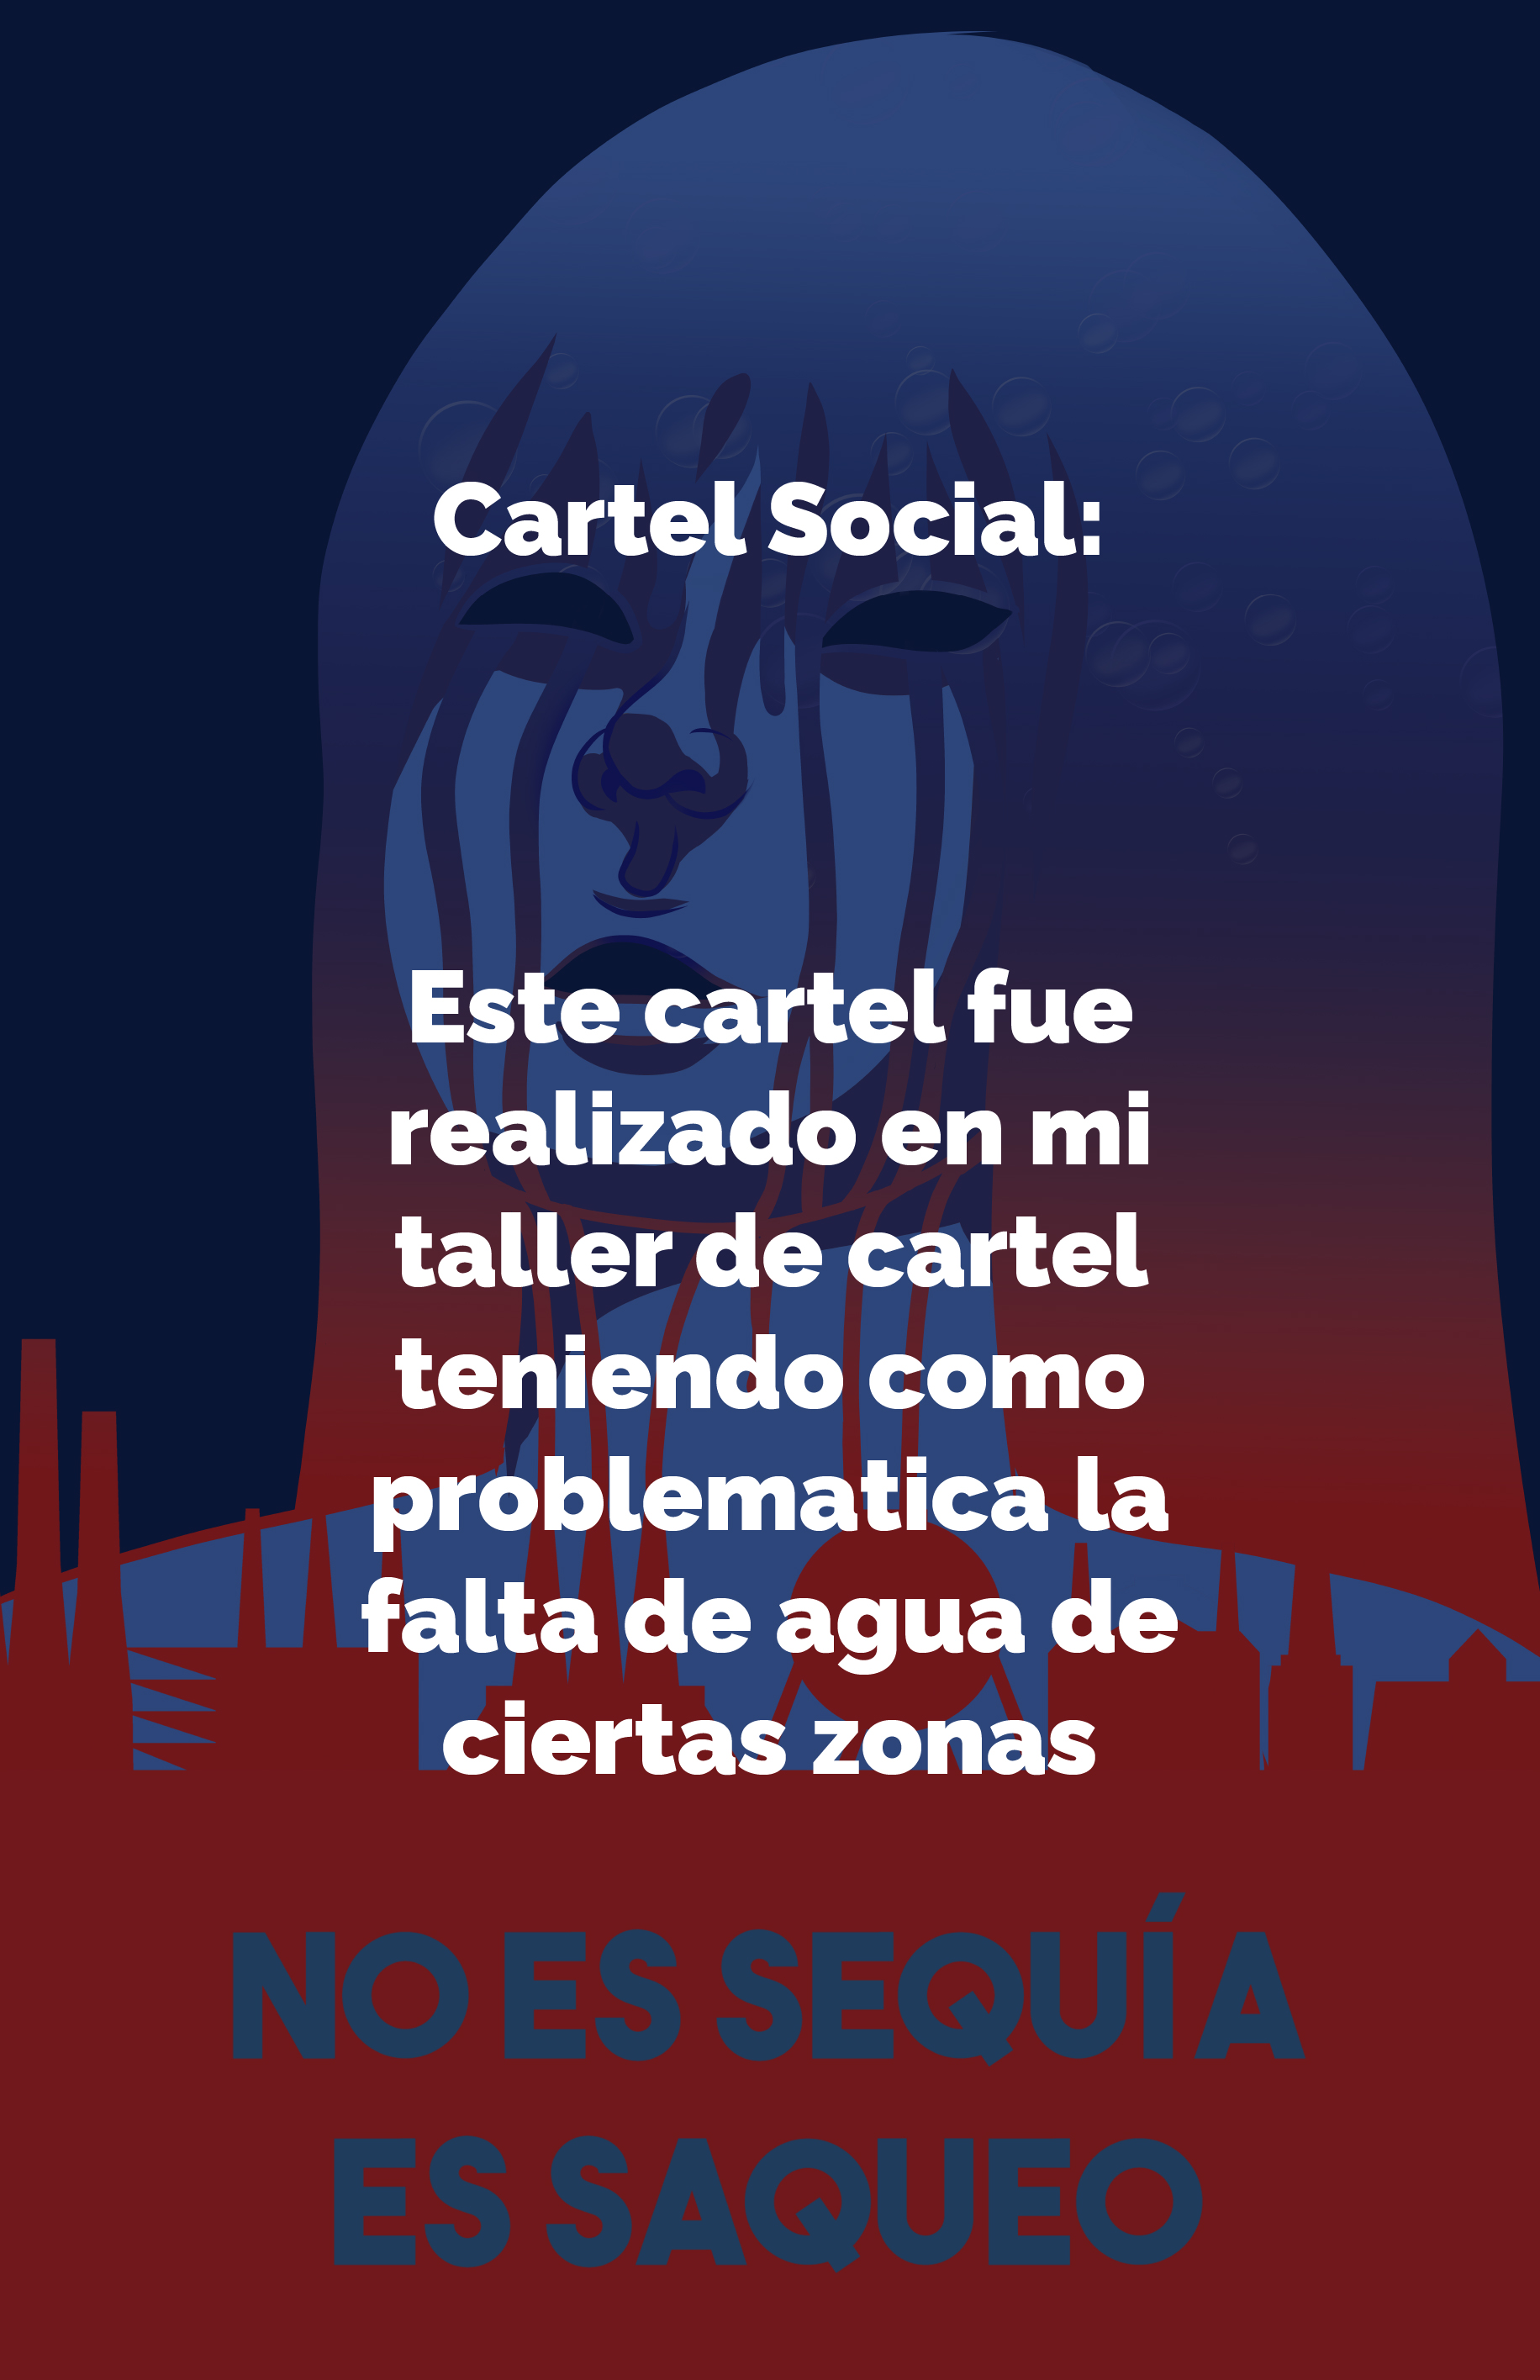 Cartel Social:
Este cartel fue
realizado en mi
taller de cartel
teniendo como
problematica la
falta de agua de
ciertas zonas
NO ES SEQUÍA
ES SAQUEO